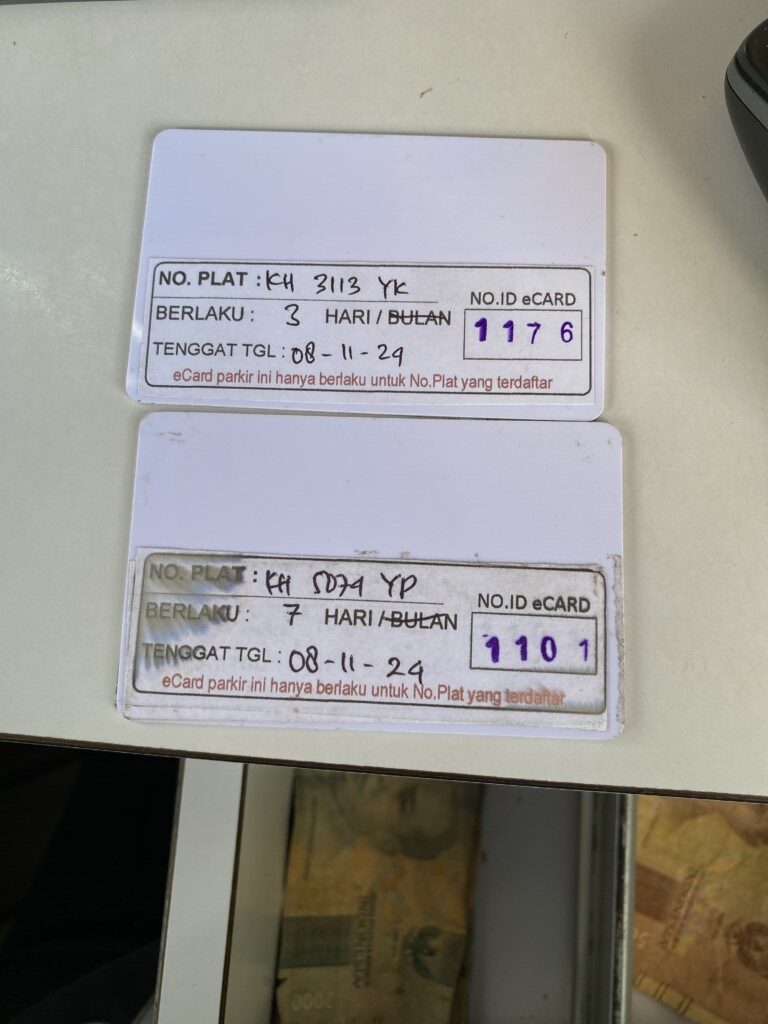 NO. PLAT : KH 3113 YK
BERLAKU : 3 HARI / BULAN
NO.ID eCARD
1176
TENGGAT TGL : 08-11-24
eCard parkir ini hanya berlaku untuk No.Plat yang terdaftar
NO. PLAT : KH 5074 YP
BERLAKU : 7 HARI / BULAN
NO.ID eCARD
1101
TENGGAT TGL : 08-11-24
eCard parkir ini hanya berlaku untuk No.Plat yang terdaftar